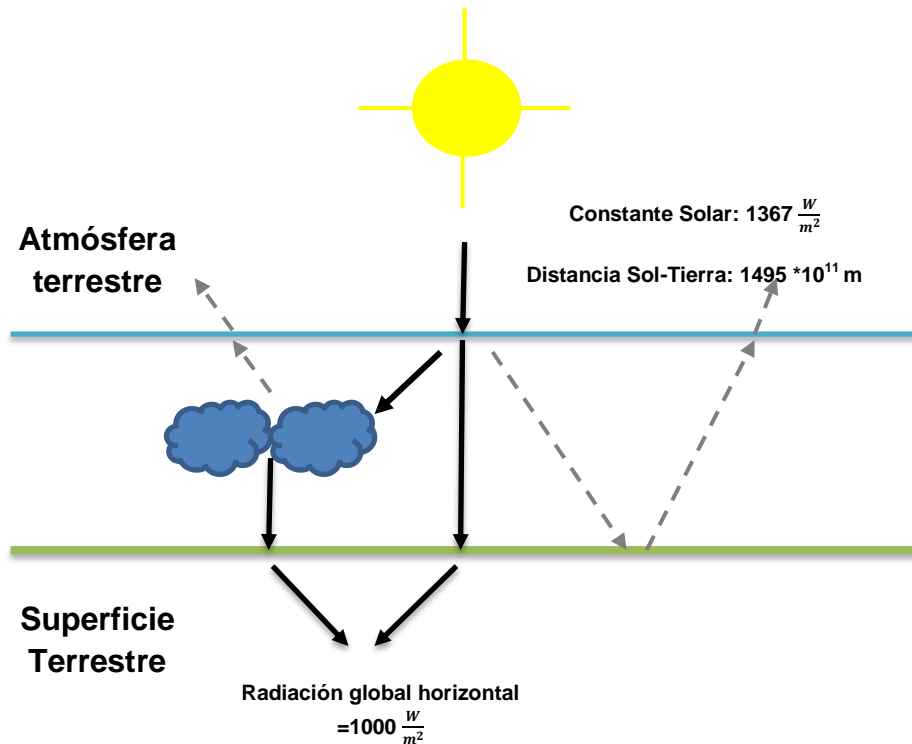 Constante Solar: 1367 W/m²
Atmósfera
terrestre
Distancia Sol-Tierra: 1495 *10¹¹ m
Superficie
Terrestre
Radiación global horizontal
=1000 W/m²